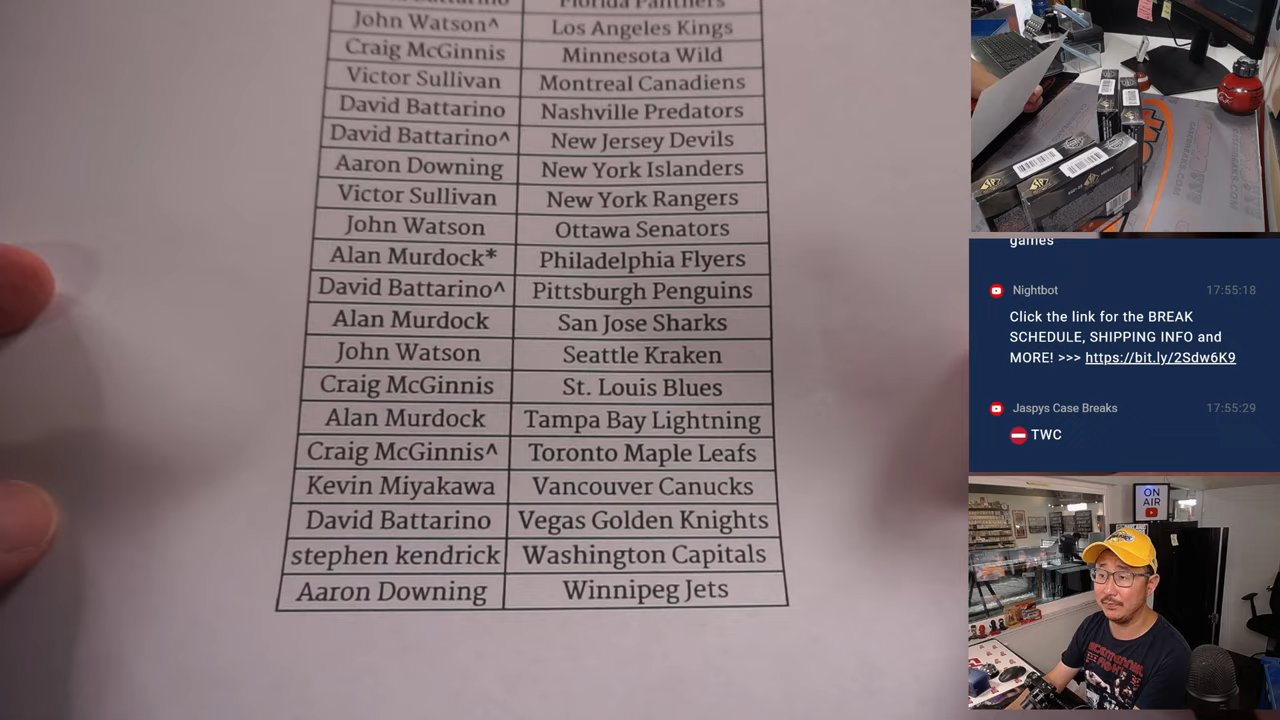 Florida Panthers
John Watson^ Los Angeles Kings
Craig McGinnis Minnesota Wild
Victor Sullivan Montreal Canadiens
David Battarino Nashville Predators
David Battarino^ New Jersey Devils
Aaron Downing New York Islanders
Victor Sullivan New York Rangers
John Watson Ottawa Senators
Alan Murdock* Philadelphia Flyers
David Battarino^ Pittsburgh Penguins
Alan Murdock San Jose Sharks
John Watson Seattle Kraken
Craig McGinnis St. Louis Blues
Alan Murdock Tampa Bay Lightning
Craig McGinnis^ Toronto Maple Leafs
Kevin Miyakawa Vancouver Canucks
David Battarino Vegas Golden Knights
stephen kendrick Washington Capitals
Aaron Downing Winnipeg Jets
games
Nightbot 17:55:18
Click the link for the BREAK
SCHEDULE, SHIPPING INFO and
MORE! >>> https://bit.ly/2Sdw6K9
Jaspys Case Breaks 17:55:29
TWC
ON
AIR